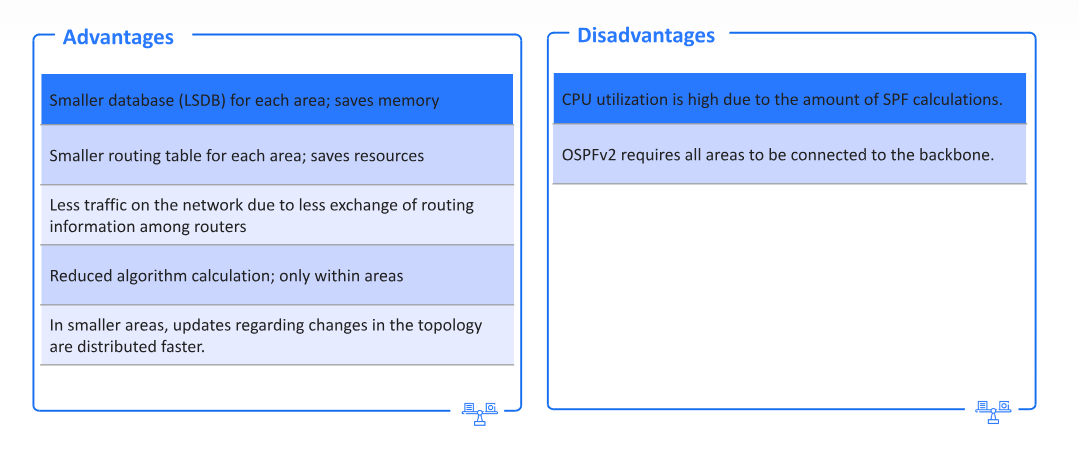 Advantages
Smaller database (LSDB) for each area; saves memory
Smaller routing table for each area; saves resources
Less traffic on the network due to less exchange of routing
information among routers
Reduced algorithm calculation; only within areas
In smaller areas, updates regarding changes in the topology
are distributed faster.
Disadvantages
CPU utilization is high due to the amount of SPF calculations.
OSPFv2 requires all areas to be connected to the backbone.